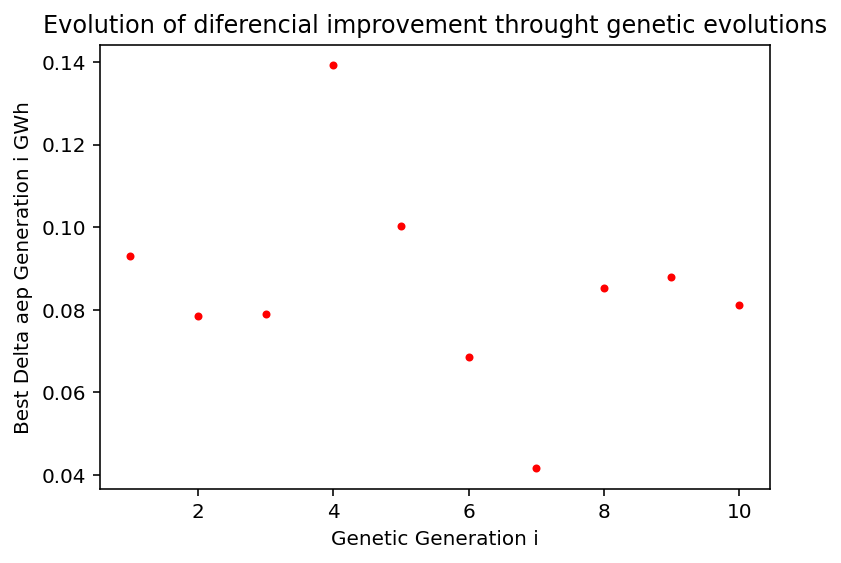 Evolution of diferencial improvement throught genetic evolutions
0.14
0.12
0.10
0.08
0.06
0.04
Best Delta aep Generation i GWh
2 4 6 8 10
Genetic Generation i